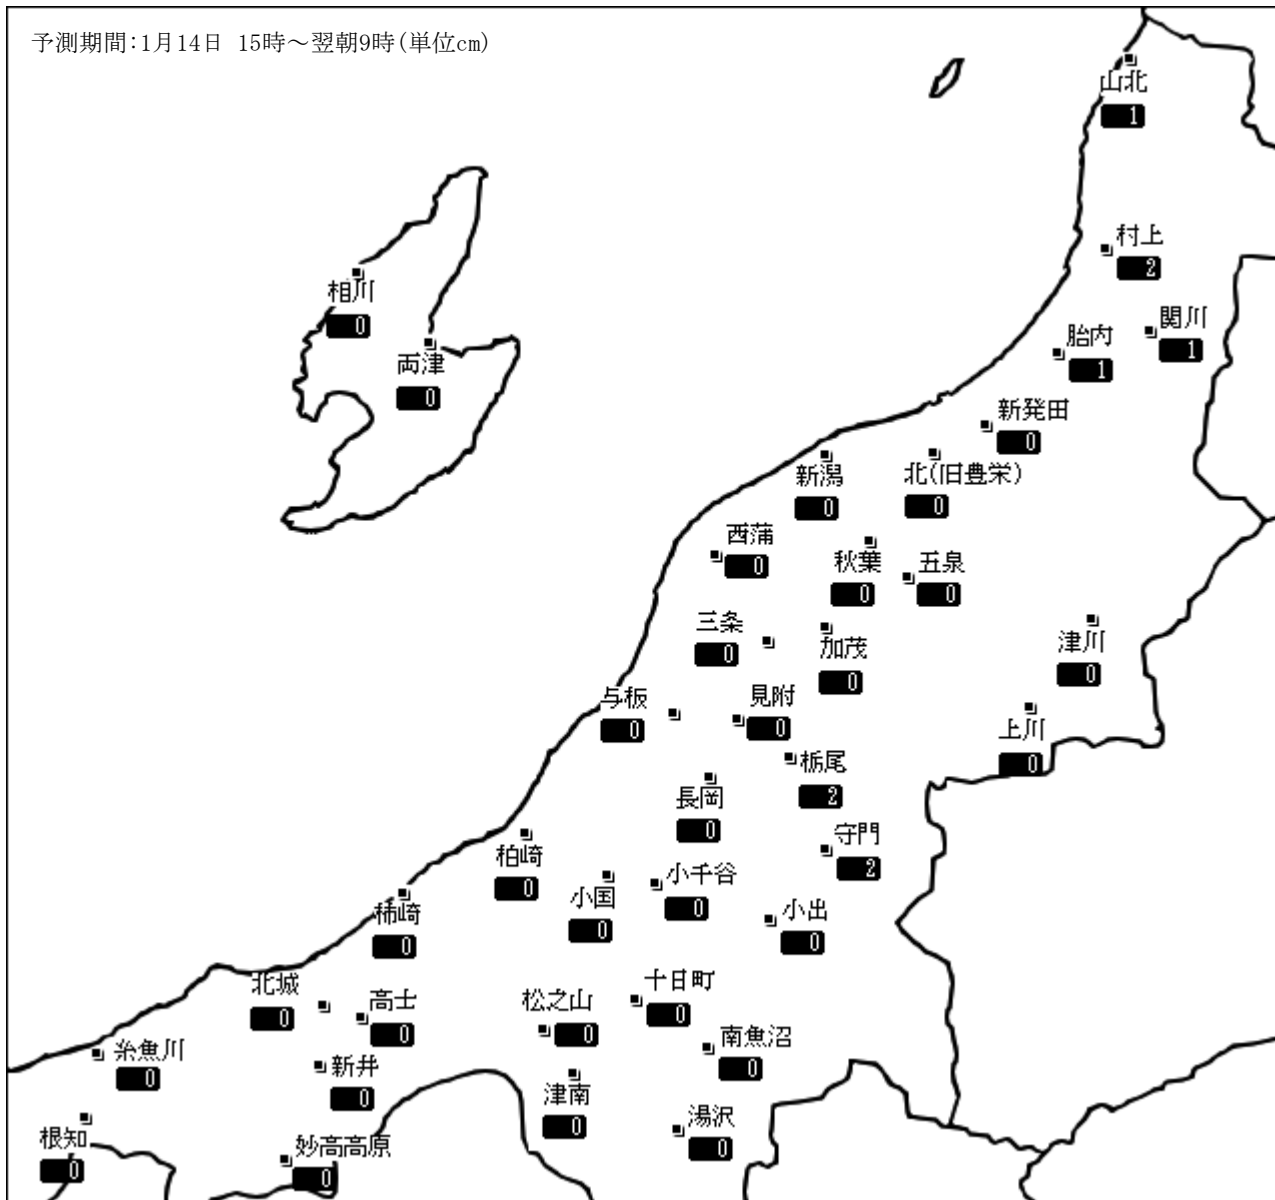 予測期間:1月14日 15時～翌朝9時(単位cm)
山北
1
村上
2
相川
0
関川
1
胎内
1
両津
0
新発田
0
新潟
0
北(旧豊栄)
0
西蒲
0
秋葉
0
五泉
0
三条
0
加茂
0
津川
0
与板
0
見附
0
上川
0
栃尾
2
長岡
0
守門
2
柏崎
0
小国
0
小千谷
0
小出
0
柿崎
0
北城
0
高士
0
松之山
0
十日町
0
南魚沼
0
糸魚川
0
新井
0
津南
0
湯沢
0
根知
0
妙高高原
0